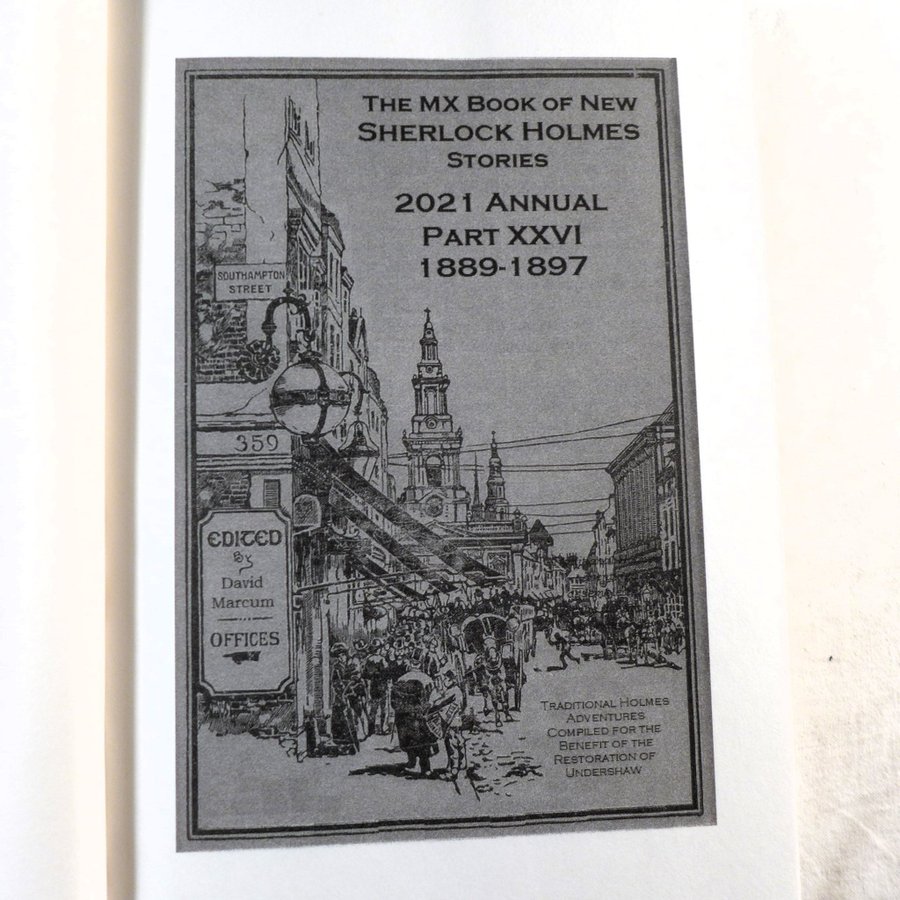 The MX Book of New
Sherlock Holmes
Stories
2021 Annual
Part XXVI
1889-1897
SOUTHAMPTON
STREET
359
EDITED
By
David
Marcum
OFFICES
Traditional Holmes
Adventures
Compiled for the
Benefit of the
Restoration of
Undershaw